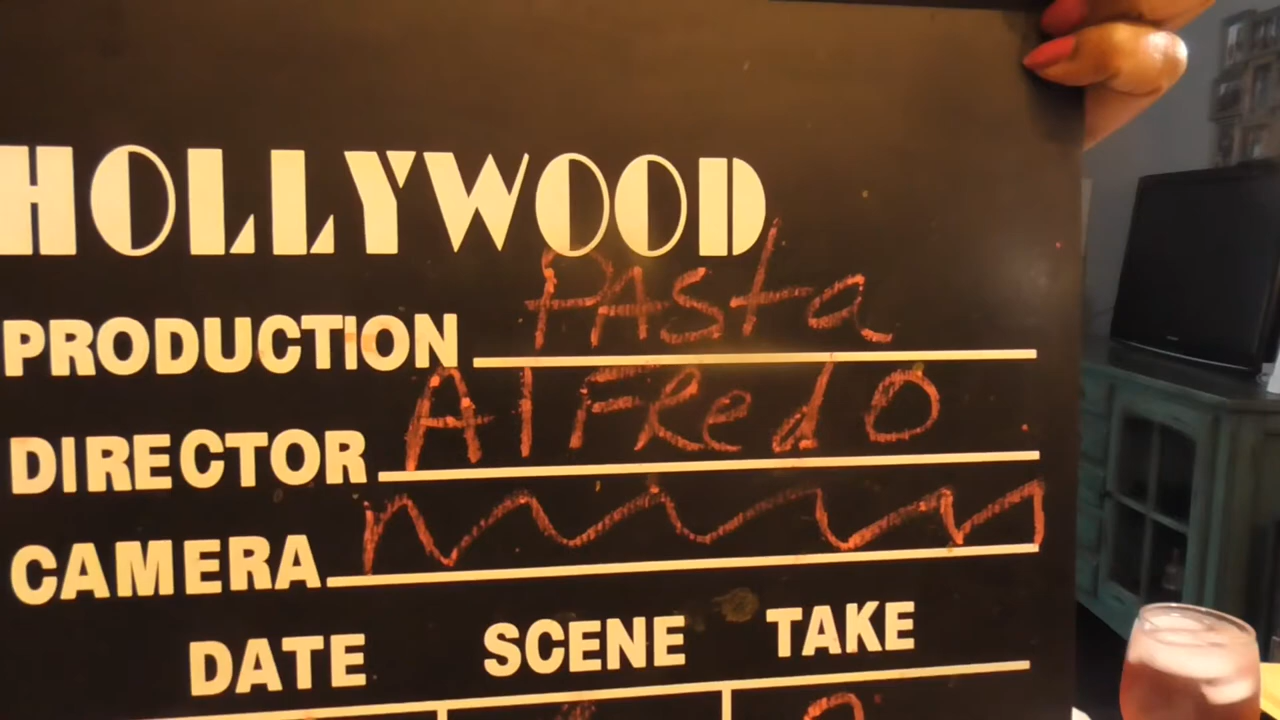 HOLLYWOOD
PRODUCTION PAsta
DIRECTOR AlFRedO
CAMERA
DATE SCENE TAKE